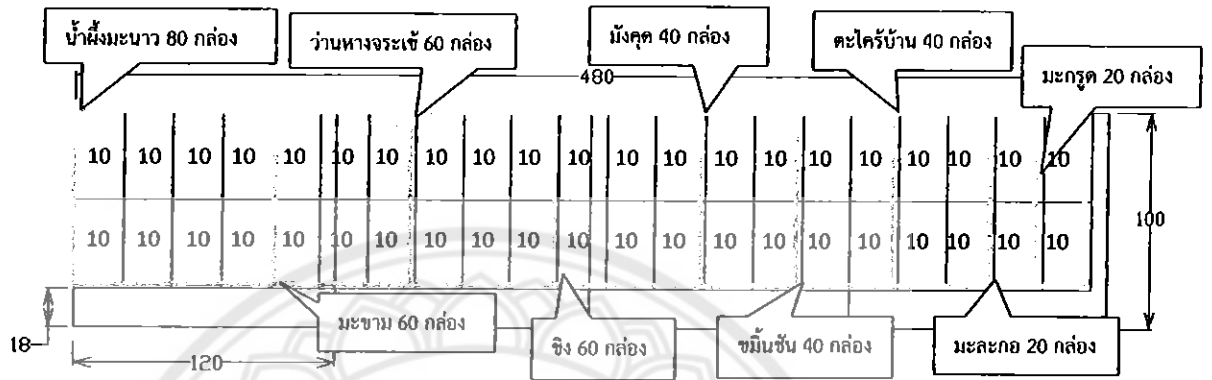 น้ำผึ้งมะนาว 80 กล่อง
ว่านหางจระเข้ 60 กล่อง
มังคุด 40 กล่อง
ตะไคร้บ้าน 40 กล่อง
มะกรูด 20 กล่อง
480
10 10 10 10 10 10 10 10 10 10 10 10 10 10 10 10 10 10 10 10 10
10 10 10 10 10 10 10 10 10 10 10 10 10 10 10 10 10 10 10 10 10
100
มะขาม 60 กล่อง
ขิง 60 กล่อง
ขมิ้นชัน 40 กล่อง
มะละกอ 20 กล่อง
18
120